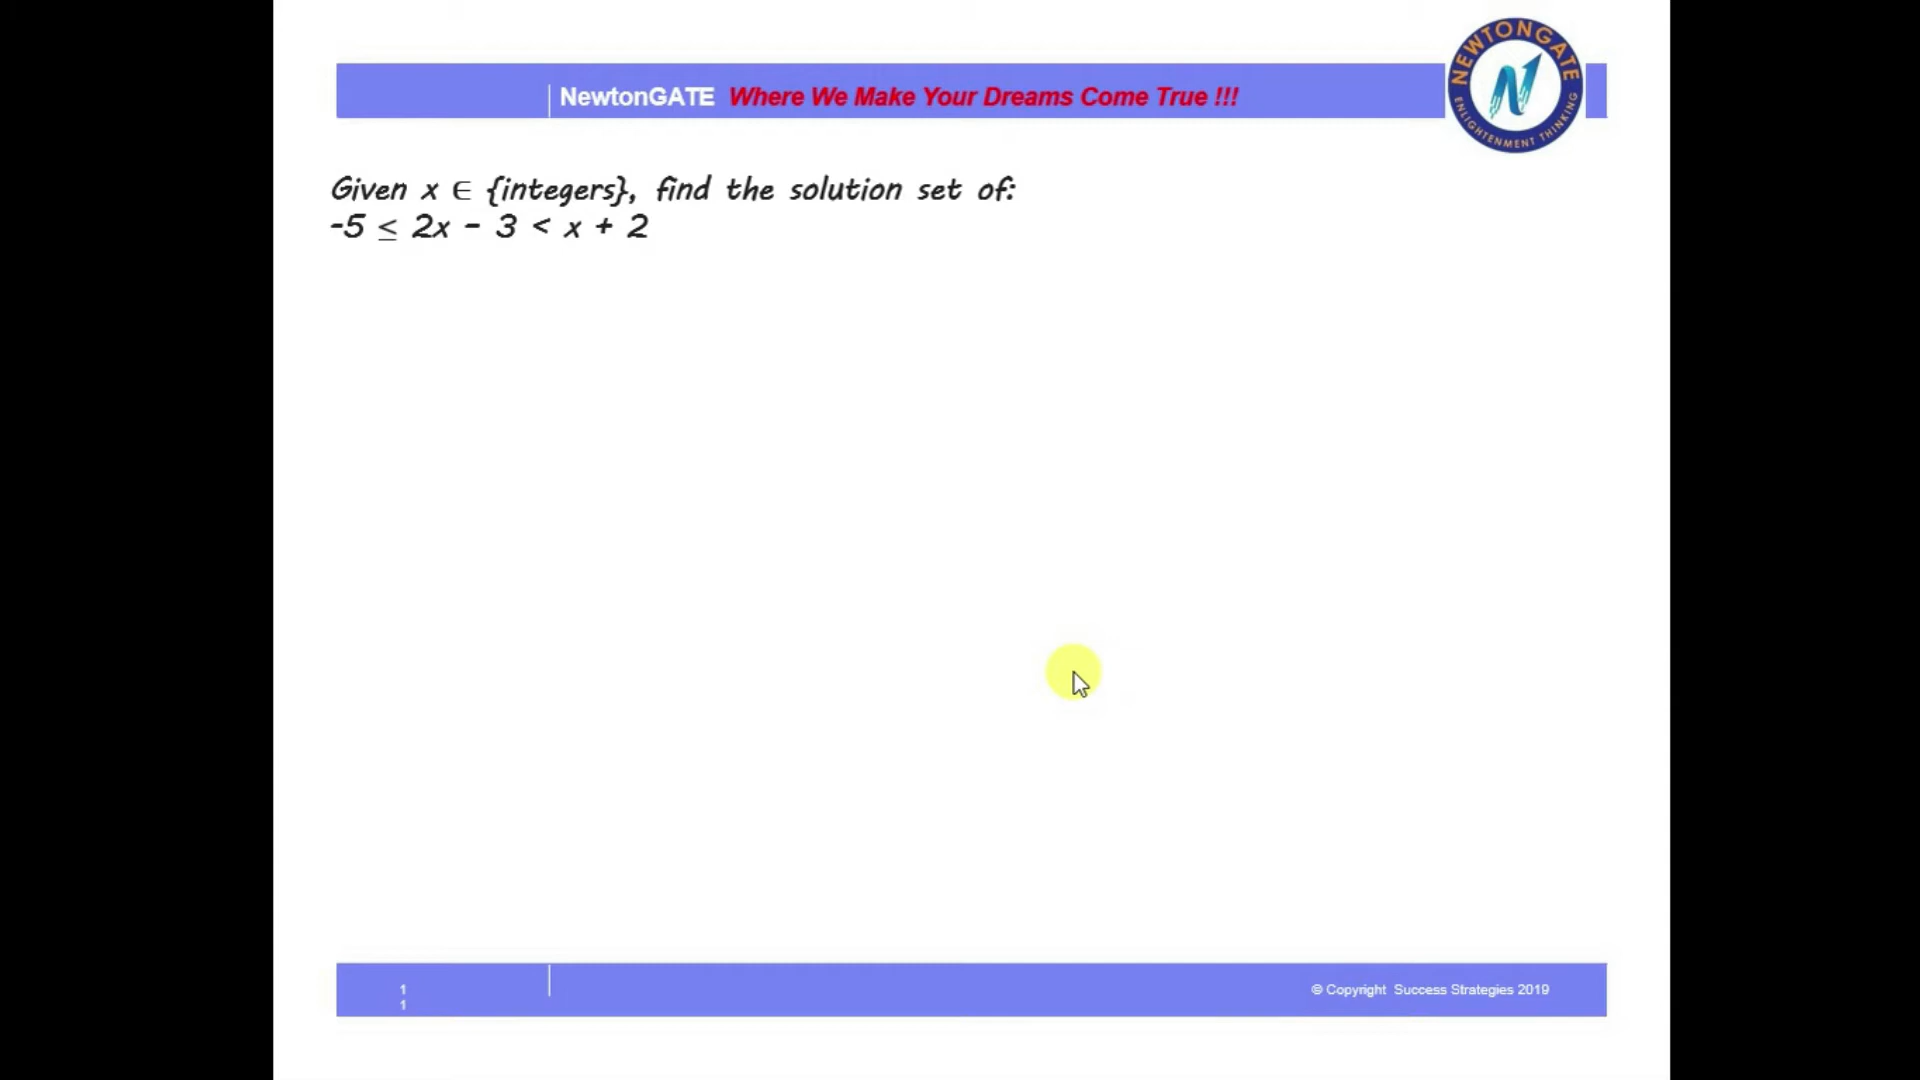 NewtonGATE Where We Make Your Dreams Come True !!!
NEWTONGATE
ENLIGHTENMENT THINKING
Given x ∈ {integers}, find the solution set of:
-5 ≤ 2x - 3 < x + 2
1
1
© Copyright Success Strategies 2019